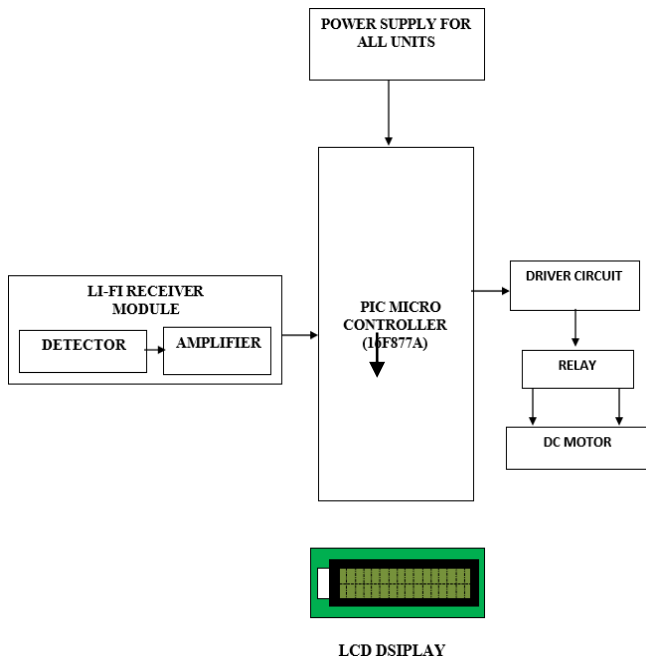 POWER SUPPLY FOR
ALL UNITS
LI-FI RECEIVER
MODULE
DETECTOR
AMPLIFIER
PIC MICRO
CONTROLLER
(16F877A)
DRIVER CIRCUIT
RELAY
DC MOTOR
LCD DSIPLAY